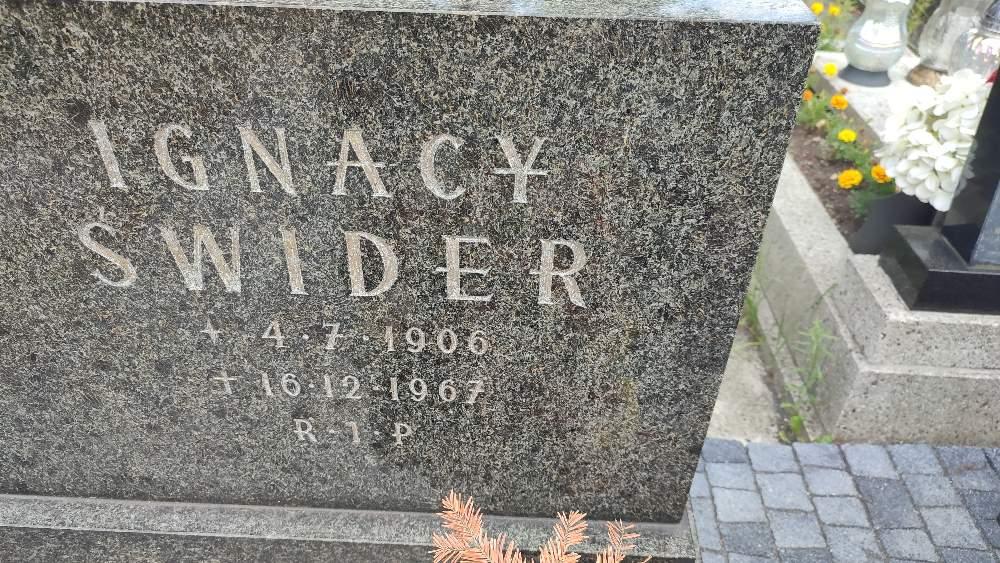 IGNACY
ŚWIDER
+ 4·7·1906
+ 16·12·1967
R·I·P